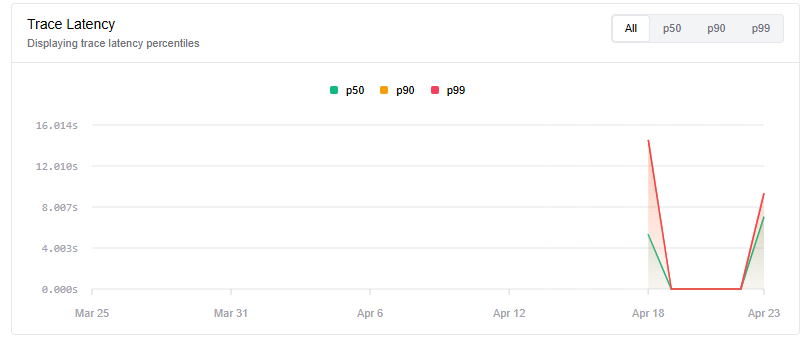 Trace Latency
All p50 p90 p99
Displaying trace latency percentiles
p50 p90 p99
16.014s
12.010s
8.007s
4.003s
0.000s
Mar 25 Mar 31 Apr 6 Apr 12 Apr 18 Apr 23